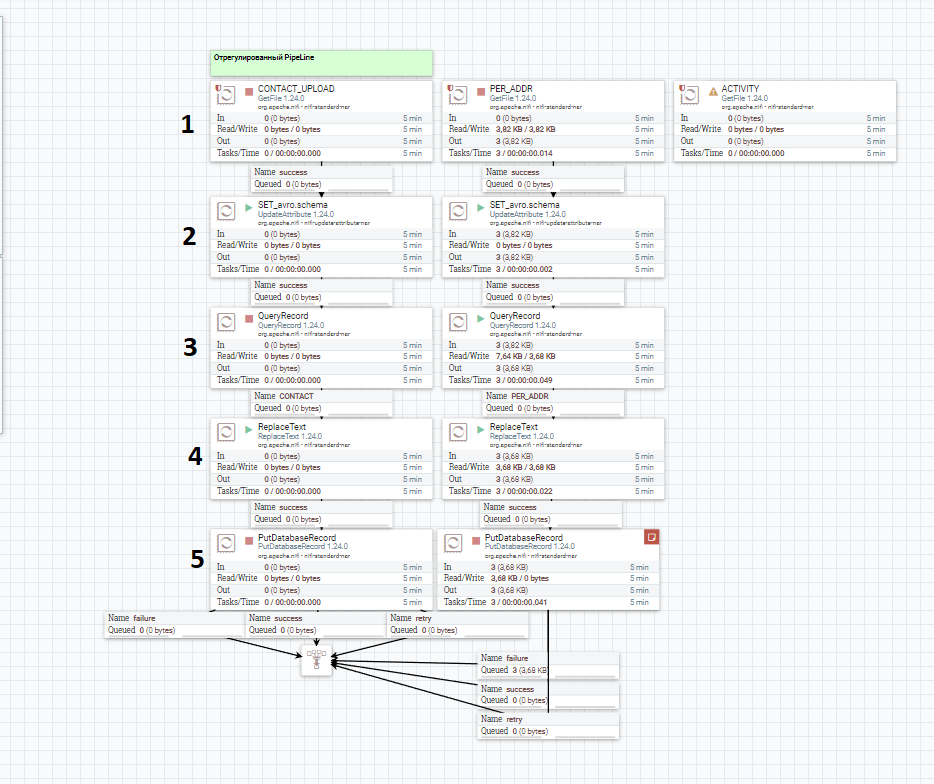 Отрегулированный PipeLine
1
CONTACT_UPLOAD
GetFile 1.24.0
org.apache.nifi - nifi-standard-nar
In 0 (0 bytes) 5 min
Read/Write 0 bytes / 0 bytes 5 min
Out 0 (0 bytes) 5 min
Tasks/Time 0 / 00:00:00.000 5 min
PER_ADDR
GetFile 1.24.0
org.apache.nifi - nifi-standard-nar
In 0 (0 bytes) 5 min
Read/Write 3,82 KB / 3,82 KB 5 min
Out 3 (3,82 KB) 5 min
Tasks/Time 3 / 00:00:00.014 5 min
ACTIVITY
GetFile 1.24.0
org.apache.nifi - nifi-standard-nar
In 0 (0 bytes) 5 min
Read/Write 0 bytes / 0 bytes 5 min
Out 0 (0 bytes) 5 min
Tasks/Time 0 / 00:00:00.000 5 min
Name success
Queued 0 (0 bytes)
Name success
Queued 0 (0 bytes)
2
SET_avro.schema
UpdateAttribute 1.24.0
org.apache.nifi - nifi-update-attribute-nar
In 0 (0 bytes) 5 min
Read/Write 0 bytes / 0 bytes 5 min
Out 0 (0 bytes) 5 min
Tasks/Time 0 / 00:00:00.000 5 min
SET_avro.schema
UpdateAttribute 1.24.0
org.apache.nifi - nifi-update-attribute-nar
In 3 (3,82 KB) 5 min
Read/Write 0 bytes / 0 bytes 5 min
Out 3 (3,82 KB) 5 min
Tasks/Time 3 / 00:00:00.002 5 min
Name success
Queued 0 (0 bytes)
Name success
Queued 0 (0 bytes)
3
QueryRecord
QueryRecord 1.24.0
org.apache.nifi - nifi-standard-nar
In 0 (0 bytes) 5 min
Read/Write 0 bytes / 0 bytes 5 min
Out 0 (0 bytes) 5 min
Tasks/Time 0 / 00:00:00.000 5 min
QueryRecord
QueryRecord 1.24.0
org.apache.nifi - nifi-standard-nar
In 3 (3,82 KB) 5 min
Read/Write 7,64 KB / 3,68 KB 5 min
Out 3 (3,68 KB) 5 min
Tasks/Time 3 / 00:00:00.049 5 min
Name CONTACT
Queued 0 (0 bytes)
Name PER_ADDR
Queued 0 (0 bytes)
4
ReplaceText
ReplaceText 1.24.0
org.apache.nifi - nifi-standard-nar
In 0 (0 bytes) 5 min
Read/Write 0 bytes / 0 bytes 5 min
Out 0 (0 bytes) 5 min
Tasks/Time 0 / 00:00:00.000 5 min
ReplaceText
ReplaceText 1.24.0
org.apache.nifi - nifi-standard-nar
In 3 (3,68 KB) 5 min
Read/Write 3,68 KB / 3,68 KB 5 min
Out 3 (3,68 KB) 5 min
Tasks/Time 3 / 00:00:00.022 5 min
Name success
Queued 0 (0 bytes)
Name success
Queued 0 (0 bytes)
5
PutDatabaseRecord
PutDatabaseRecord 1.24.0
org.apache.nifi - nifi-standard-nar
In 0 (0 bytes) 5 min
Read/Write 0 bytes / 0 bytes 5 min
Out 0 (0 bytes) 5 min
Tasks/Time 0 / 00:00:00.000 5 min
PutDatabaseRecord
PutDatabaseRecord 1.24.0
org.apache.nifi - nifi-standard-nar
In 3 (3,68 KB) 5 min
Read/Write 3,68 KB / 0 bytes 5 min
Out 3 (3,68 KB) 5 min
Tasks/Time 3 / 00:00:00.041 5 min
Name failure
Queued 0 (0 bytes)
Name success
Queued 0 (0 bytes)
Name retry
Queued 0 (0 bytes)
Name failure
Queued 3 (3,68 KB)
Name success
Queued 0 (0 bytes)
Name retry
Queued 0 (0 bytes)